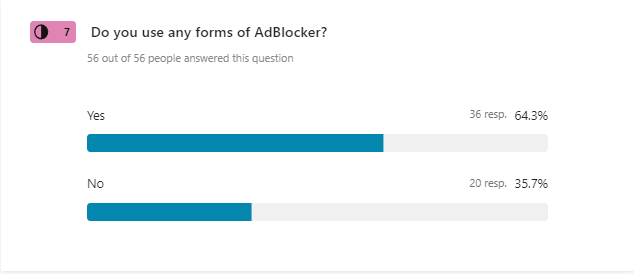 7 Do you use any forms of AdBlocker?
56 out of 56 people answered this question
Yes 36 resp. 64.3%
No 20 resp. 35.7%